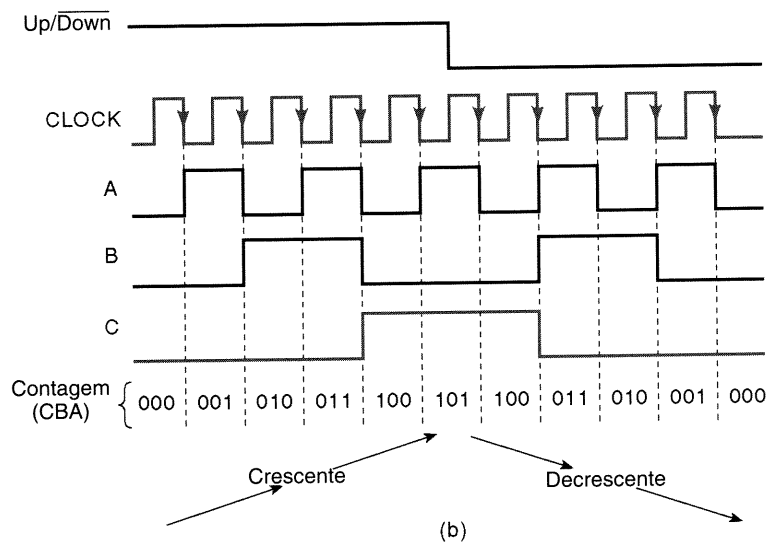 Up/Down
CLOCK
A
B
C
Contagem
(CBA)
000 001 010 011 100 101 100 011 010 001 000
Crescente
Decrescente
(b)